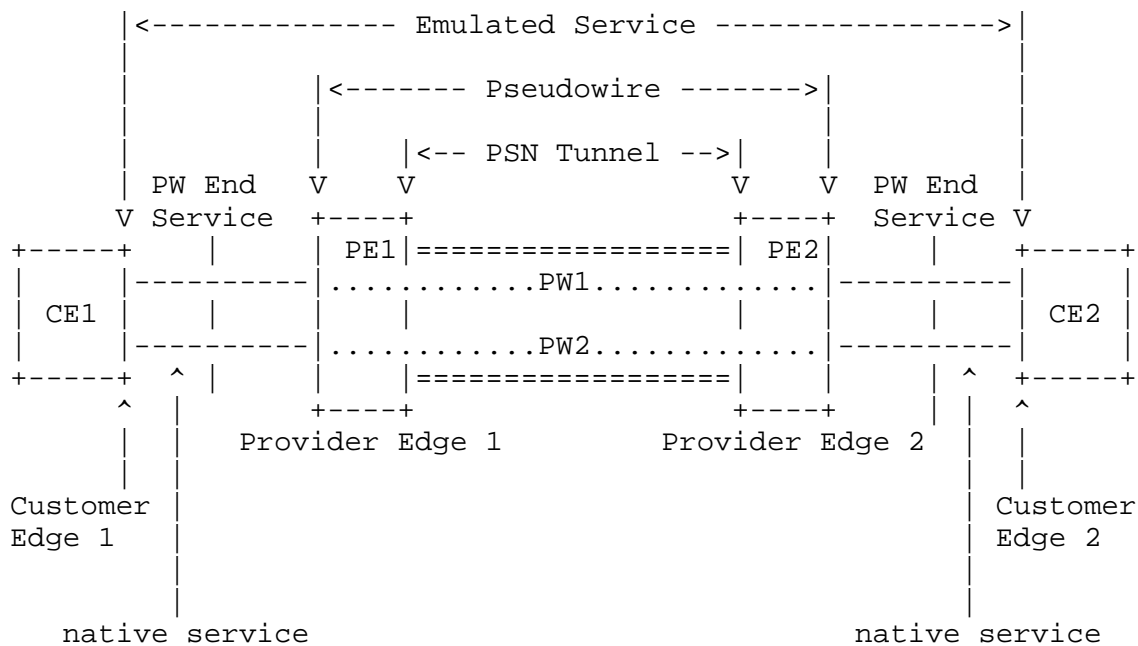 |<------------- Emulated Service ---------------->|
|<------- Pseudowire ------->|
|<-- PSN Tunnel -->|
PW End V V V V PW End
V Service +----+ +----+ Service V
+-----+ | | PE1|==================| PE2| | +-----+
| |----------|............PW1.............|----------| |
| CE1 | | | | | | | | CE2 |
| |----------|............PW2.............|----------| |
+-----+ ^ | | |==================| | | ^ +-----+
^ | +----+ +----+ | | ^
| | Provider Edge 1 Provider Edge 2 | |
Customer | | Customer
Edge 1 | | Edge 2
native service native service